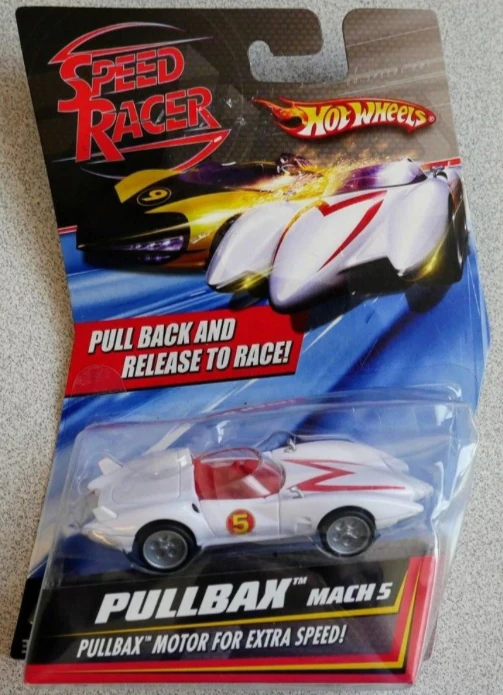 SPEED
RACER
HOT WHEELS®
9
PULL BACK AND
RELEASE TO RACE!
5
PULLBAX™ MACH 5
PULLBAX™ MOTOR FOR EXTRA SPEED!